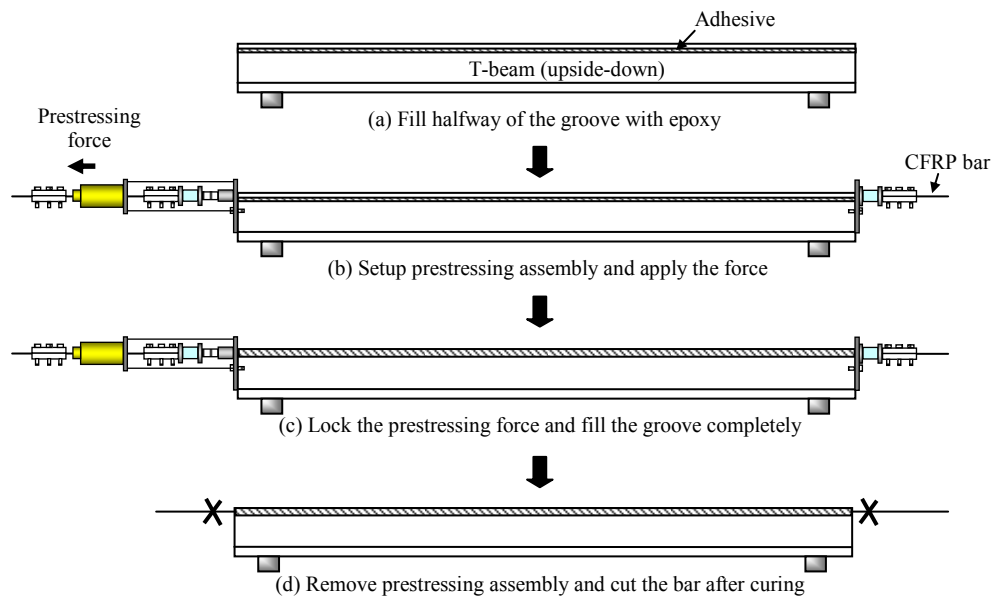 Adhesive
T-beam (upside-down)
(a) Fill halfway of the groove with epoxy
Prestressing
force
CFRP bar
(b) Setup prestressing assembly and apply the force
(c) Lock the prestressing force and fill the groove completely
(d) Remove prestressing assembly and cut the bar after curing